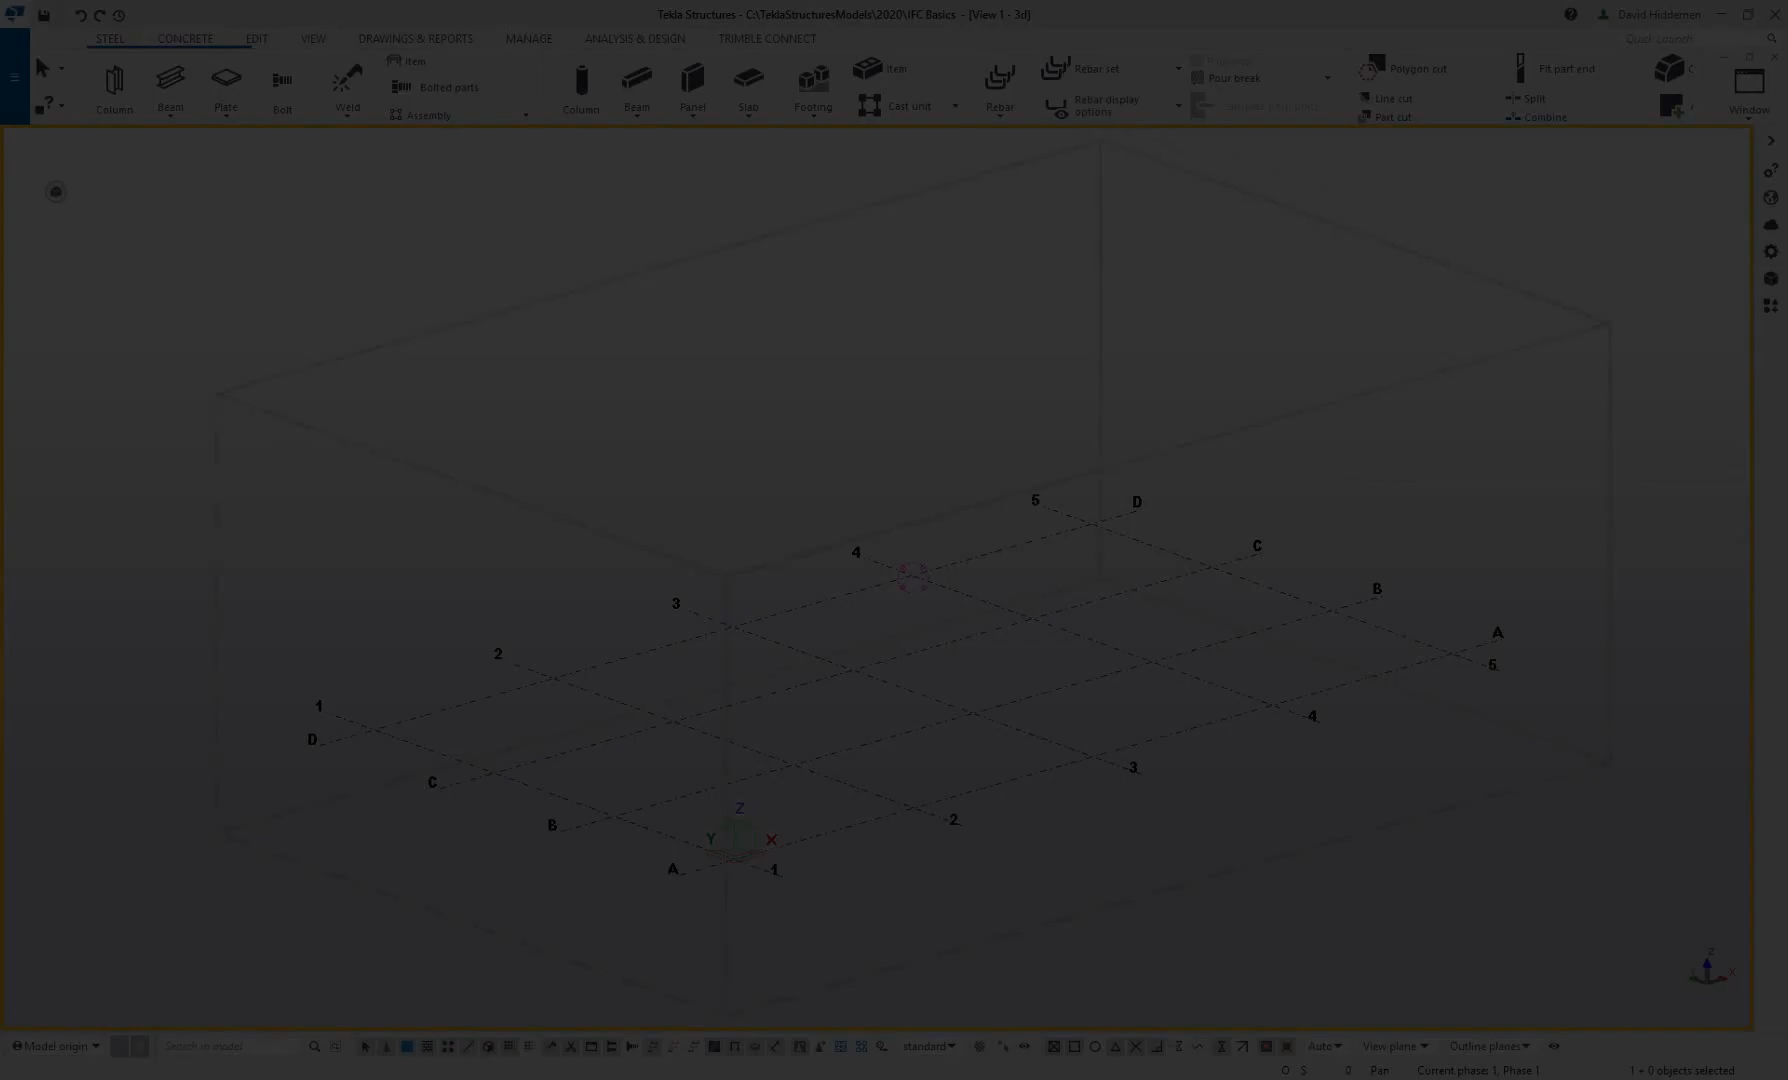 Tekla Structures - C:\TeklaStructuresModels\2020\IFC Basics - [View 1 - 3d]
David Hiddemen
STEEL CONCRETE EDIT VIEW DRAWINGS & REPORTS MANAGE ANALYSIS & DESIGN TRIMBLE CONNECT
Quick Launch
Item Item Rebar set Pour break Polygon cut Fit part end
Column Beam Plate Bolt Weld Bolted parts Column Beam Panel Slab Footing Cast unit Rebar Rebar display options Line cut Split Window
Assembly Part cut Combine
5 D
4 C
3 B
2 A
1 5
D 4
C 3
Z
B 2
Y X
A 1
Z
X
Model origin Search in model standard Auto View plane Outline planes
O S 0 Pan Current phase: 1, Phase 1 1 + 0 objects selected